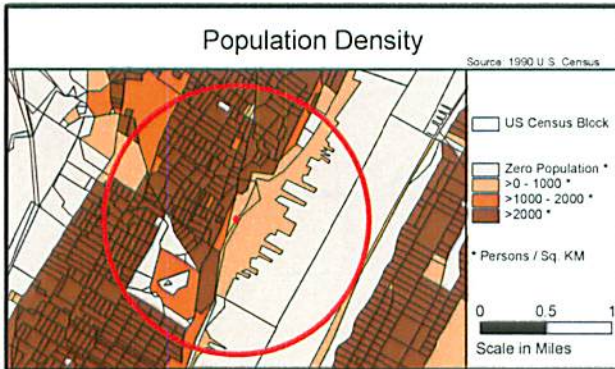 Population Density
Source: 1990 U.S. Census
US Census Block
Zero Population *
>0 - 1000 *
>1000 - 2000 *
>2000 *
* Persons / Sq. KM
0 0.5 1
Scale in Miles